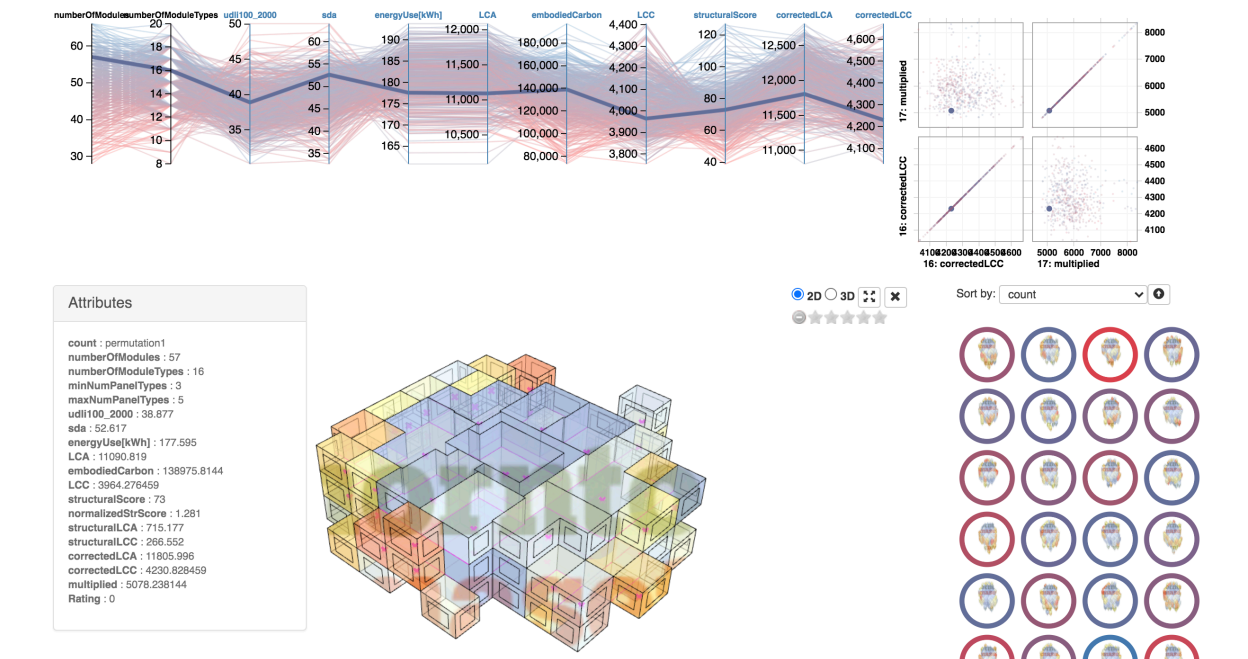 numberOfModules numberOfModuleTypes udli100_2000 sda energyUse[kWh] LCA embodiedCarbon LCC structuralScore correctedLCA correctedLCC
60
50
40
30
20
18
16
14
12
10
8
50
45
40
35
60
55
50
45
40
35
190
185
180
175
170
165
12,000
11,500
11,000
10,500
180,000
160,000
140,000
120,000
100,000
80,000
4,400
4,300
4,200
4,100
4,000
3,900
3,800
120
100
80
60
40
12,500
12,000
11,500
11,000
4,600
4,500
4,400
4,300
4,200
4,100
17: multiplied
8000
7000
6000
5000
16: correctedLCC
4600
4500
4400
4300
4200
4100
4100 4200 4300 4400 4500 4600
16: correctedLCC
5000 6000 7000 8000
17: multiplied
Attributes
count : permutation1
numberOfModules : 57
numberOfModuleTypes : 16
minNumPanelTypes : 3
maxNumPanelTypes : 5
udli100_2000 : 38.877
sda : 52.617
energyUse[kWh] : 177.595
LCA : 11090.819
embodiedCarbon : 138975.8144
LCC : 3964.276459
structuralScore : 73
normalizedStrScore : 1.281
structuralLCA : 715.177
structuralLCC : 266.552
correctedLCA : 11805.996
correctedLCC : 4230.828459
multiplied : 5078.238144
Rating : 0
2D 3D
Sort by: count